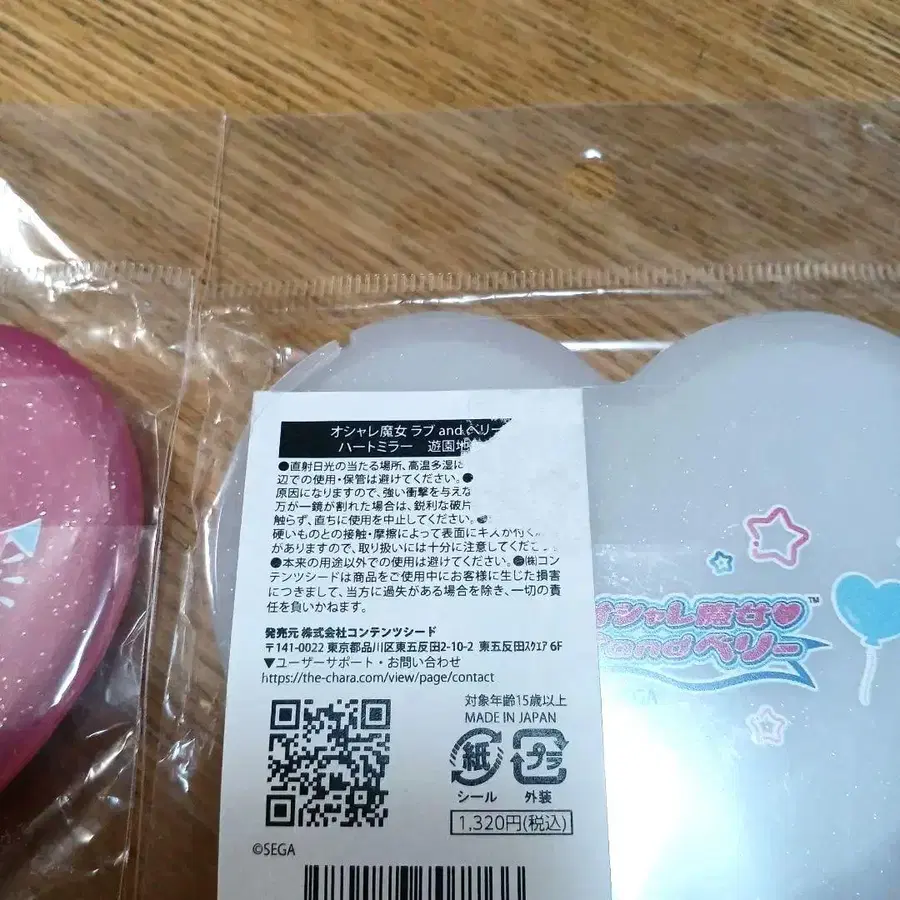 オシャレ魔女 ラブ and ベリー
ハートミラー 遊園地
●直射日光の当たる場所、高温多湿に
辺での使用・保管は避けてください。●
原因になりますので、強い衝撃を与えな
万が一鏡が割れた場合は、鋭利な破片
触らず、直ちに使用を中止してください。
硬いものとの接触・摩擦によって表面にキズが付く
がありますので、取り扱いには十分に注意してくださ
●本来の用途以外での使用は避けてください。●㈱コン
テンツシードは商品をご使用中にお客様に生じた損害
につきまして、当方に過失がある場合を除き、一切の責
任を負いかねます。
発売元 株式会社コンテンツシード
〒141-0022 東京都品川区東五反田2-10-2 東五反田ｽｸｴｱ 6F
▼ユーザーサポート・お問い合わせ
https://the-chara.com/view/page/contact
対象年齢15歳以上
MADE IN JAPAN
紙 プラ
シール 外装
1,320円(税込)
©SEGA
オシャレ魔女♥™
andベリー